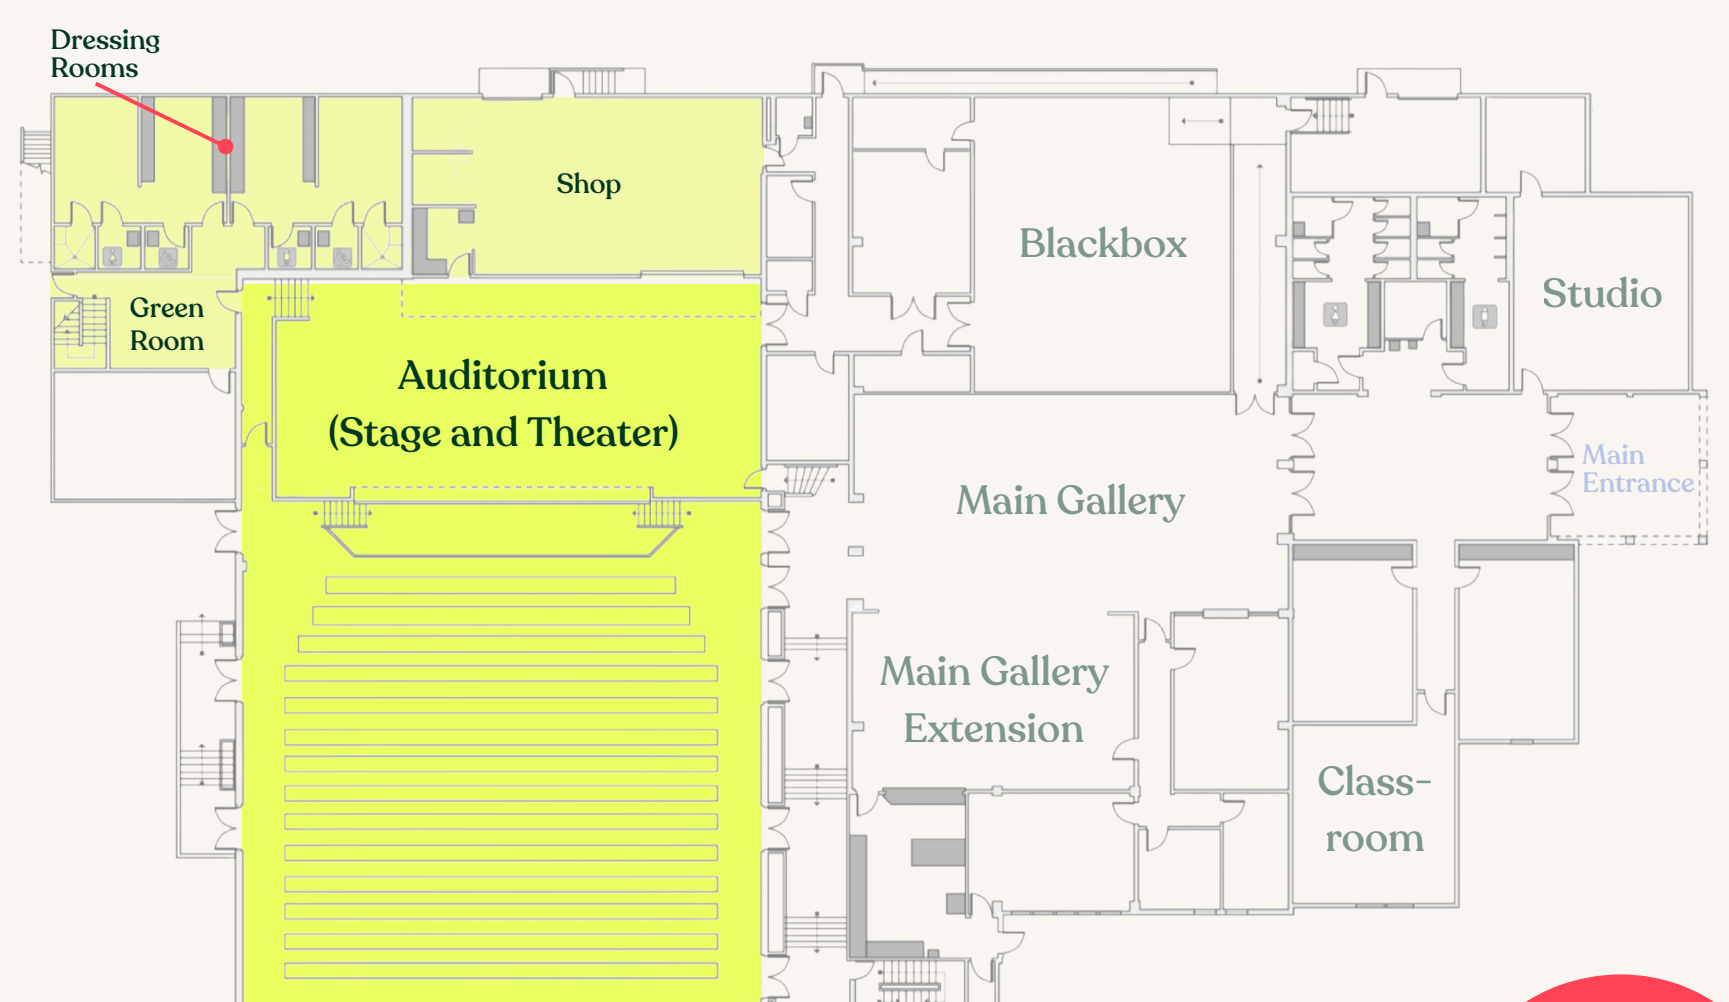 Dressing
Rooms
Shop
Blackbox
Studio
Green
Room
Auditorium
(Stage and Theater)
Main
Entrance
Main Gallery
Main Gallery
Extension
Class-
room